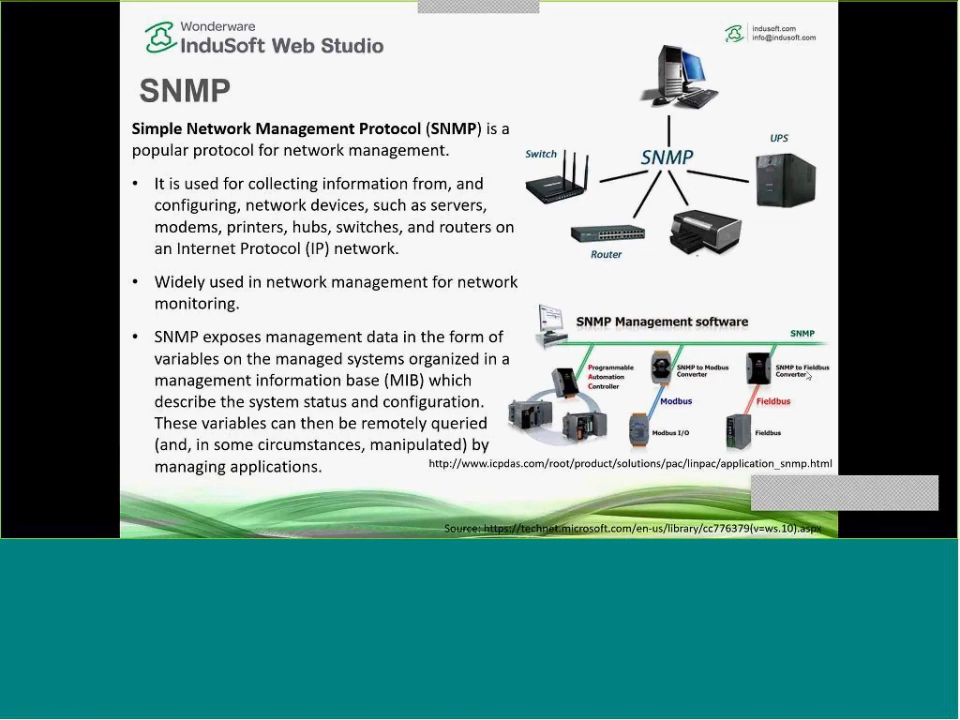 Wonderware
InduSoft Web Studio
indusoft.com
info@indusoft.com
SNMP
Simple Network Management Protocol (SNMP) is a
popular protocol for network management.
• It is used for collecting information from, and
configuring, network devices, such as servers,
modems, printers, hubs, switches, and routers on
an Internet Protocol (IP) network.
• Widely used in network management for network
monitoring.
• SNMP exposes management data in the form of
variables on the managed systems organized in a
management information base (MIB) which
describe the system status and configuration.
These variables can then be remotely queried
(and, in some circumstances, manipulated) by
managing applications.
Switch
SNMP
UPS
Router
SNMP Management software
SNMP
Programmable
Automation
Controller
SNMP to Modbus
Converter
SNMP to Fieldbus
Converter
Modbus
Fieldbus
Modbus I/O
Fieldbus
http://www.icpdas.com/root/product/solutions/pac/linpac/application_snmp.html
Source: https://technet.microsoft.com/en-us/library/cc776379(v=ws.10).aspx